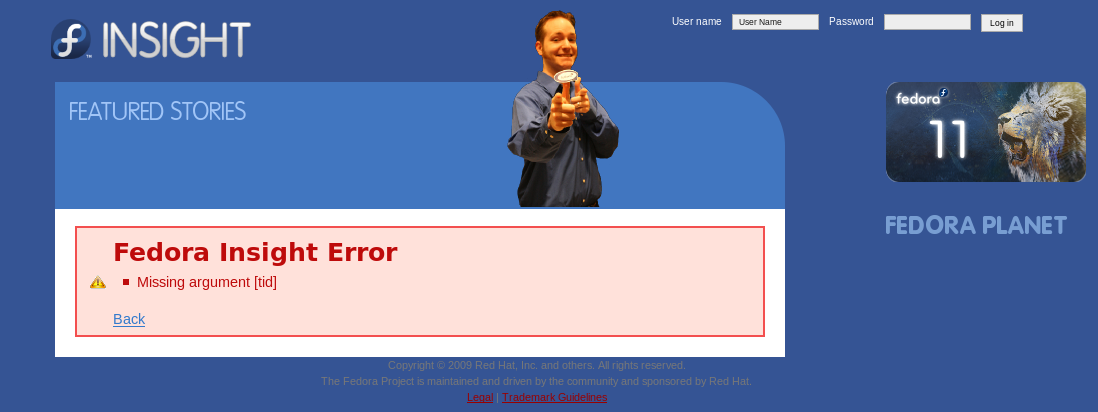 INSIGHT™
User name User Name Password Log in
FEATURED STORIES
fedora
11
FEDORA PLANET
Fedora Insight Error
Missing argument [tid]
Back
Copyright © 2009 Red Hat, Inc. and others. All rights reserved.
The Fedora Project is maintained and driven by the community and sponsored by Red Hat.
Legal | Trademark Guidelines